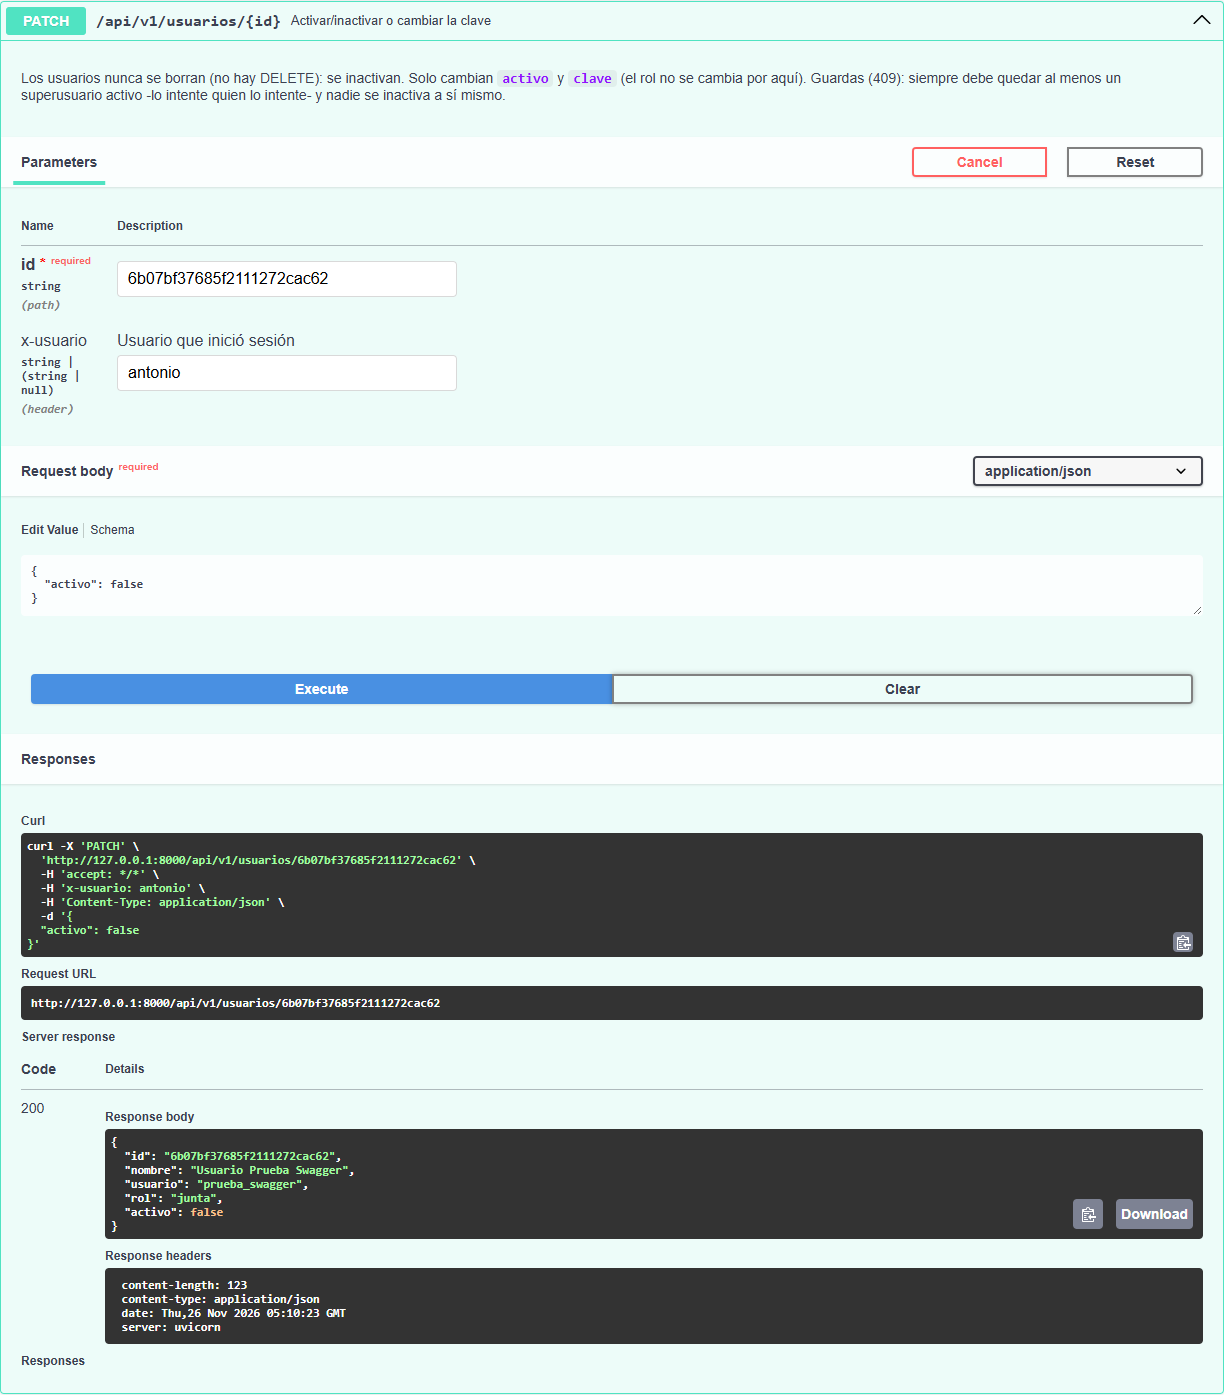 PATCH /api/v1/usuarios/{id} Activar/inactivar o cambiar la clave
Los usuarios nunca se borran (no hay DELETE): se inactivan. Solo cambian activo y clave (el rol no se cambia por aquí). Guardas (409): siempre debe quedar al menos un
superusuario activo -lo intente quien lo intente- y nadie se inactiva a sí mismo.
Parameters
Cancel
Reset
Name Description
id * required
string
(path)
6b07bf37685f2111272cac62
x-usuario
string |
(string |
null)
(header)
Usuario que inició sesión
antonio
Request body required
application/json
Edit Value Schema
{
  "activo": false
}
Execute
Clear
Responses
Curl
curl -X 'PATCH' \
  'http://127.0.0.1:8000/api/v1/usuarios/6b07bf37685f2111272cac62' \
  -H 'accept: */*' \
  -H 'x-usuario: antonio' \
  -H 'Content-Type: application/json' \
  -d '{
  "activo": false
}'
Request URL
http://127.0.0.1:8000/api/v1/usuarios/6b07bf37685f2111272cac62
Server response
Code Details
200
Response body
{
  "id": "6b07bf37685f2111272cac62",
  "nombre": "Usuario Prueba Swagger",
  "usuario": "prueba_swagger",
  "rol": "junta",
  "activo": false
}
Download
Response headers
content-length: 123
content-type: application/json
date: Thu,26 Nov 2026 05:10:23 GMT
server: uvicorn
Responses